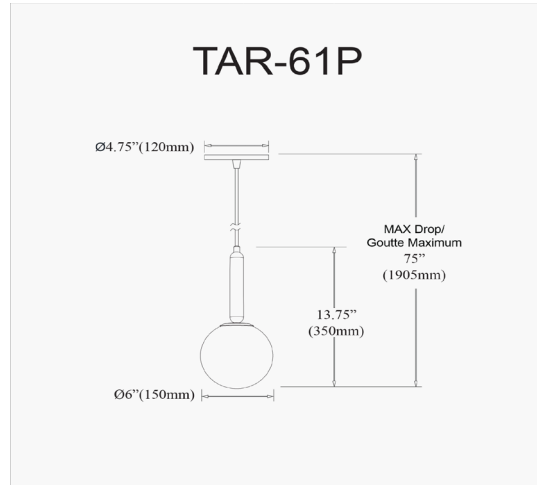 TAR-61P
Ø4.75”(120mm)
MAX Drop/
Goutte Maximum
75”
(1905mm)
13.75”
(350mm)
Ø6”(150mm)